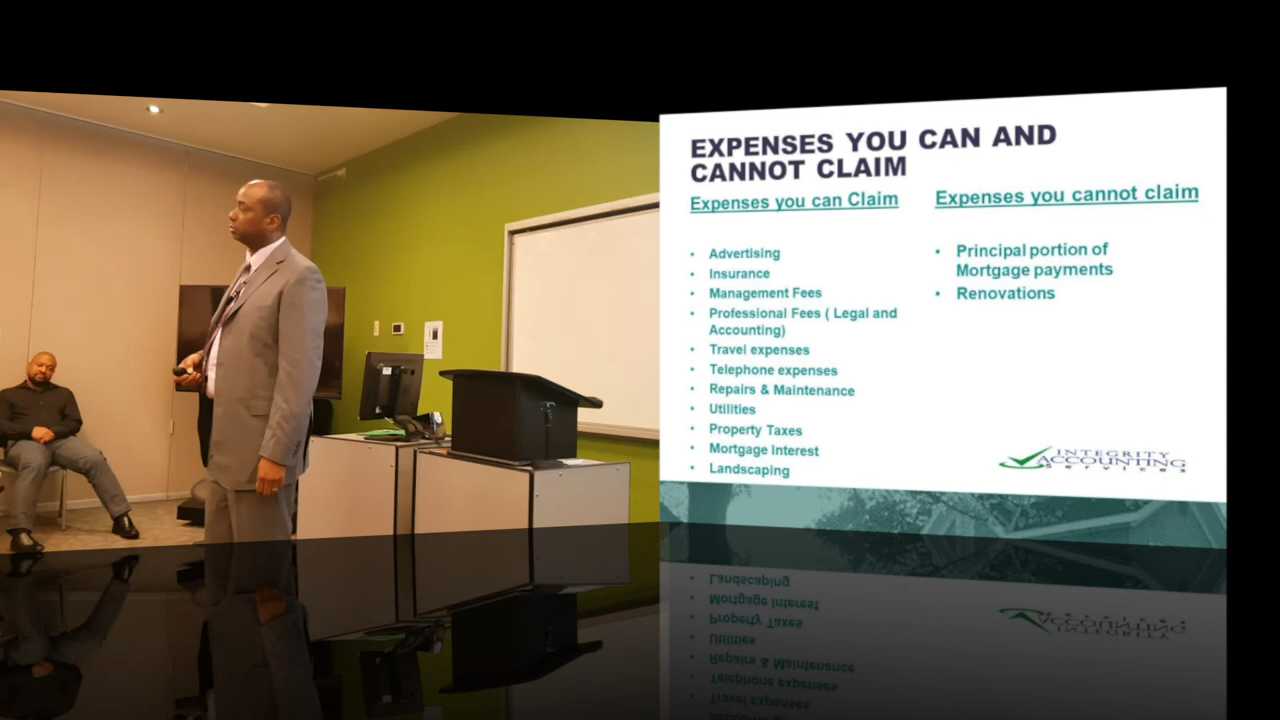 EXPENSES YOU CAN AND
CANNOT CLAIM
Expenses you can Claim
• Advertising
• Insurance
• Management Fees
• Professional Fees ( Legal and
Accounting)
• Travel expenses
• Telephone expenses
• Repairs & Maintenance
• Utilities
• Property Taxes
• Mortgage Interest
• Landscaping
Expenses you cannot claim
• Principal portion of
Mortgage payments
• Renovations
INTEGRITY
ACCOUNTING
Services